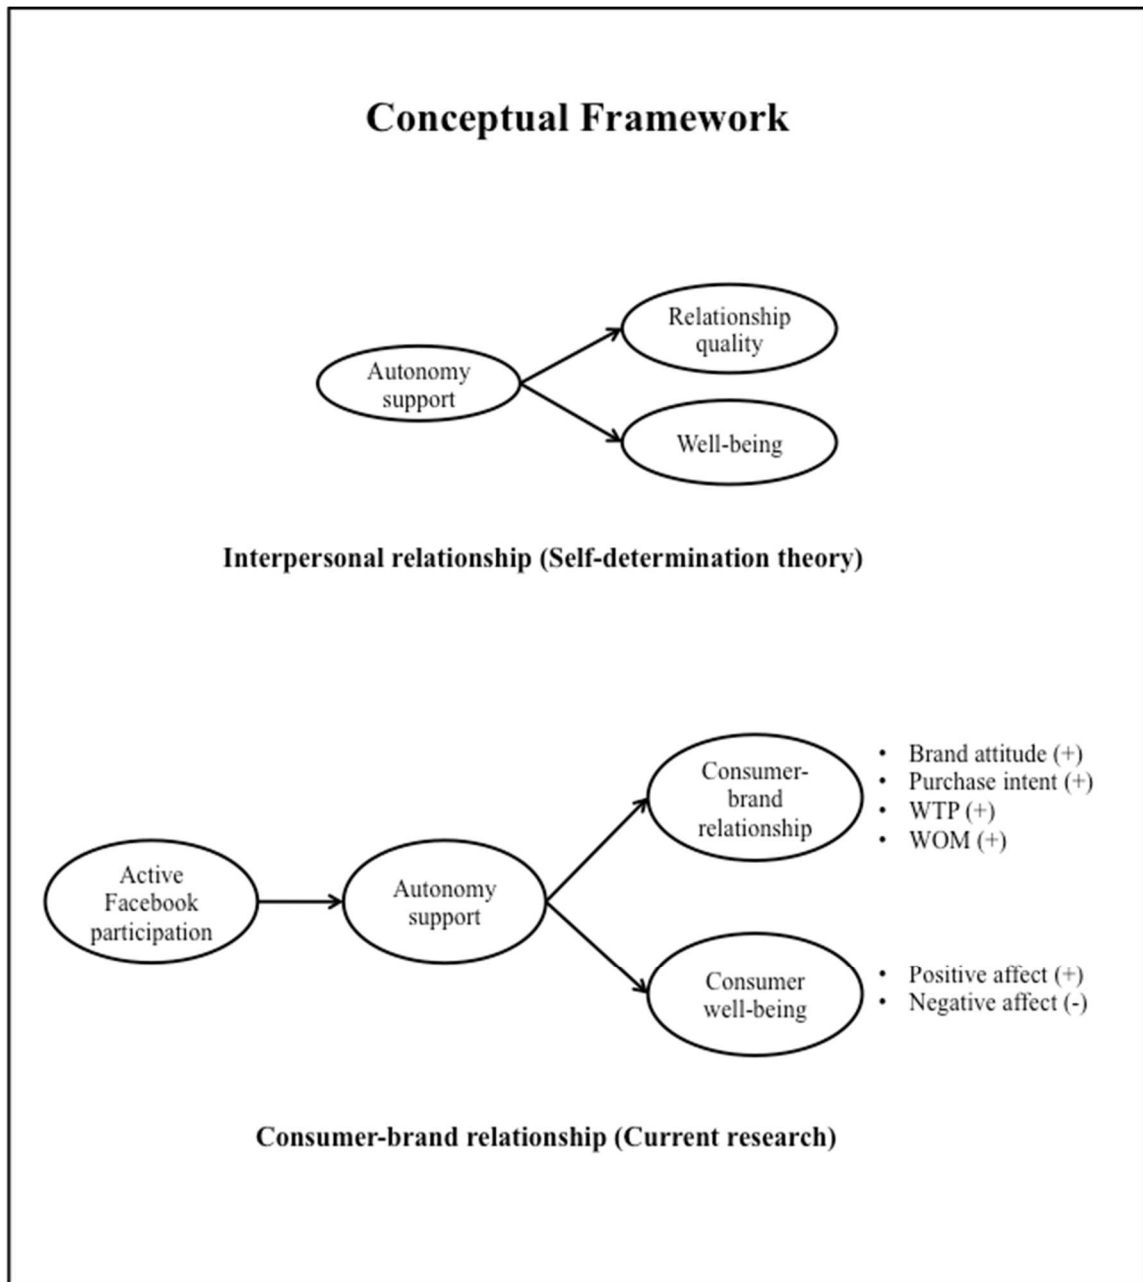 Conceptual Framework
Relationship
quality
Autonomy
support
Well-being
Interpersonal relationship (Self-determination theory)
Consumer-
brand
relationship
• Brand attitude (+)
• Purchase intent (+)
• WTP (+)
• WOM (+)
Active
Facebook
participation
Autonomy
support
Consumer
well-being
• Positive affect (+)
• Negative affect (-)
Consumer-brand relationship (Current research)